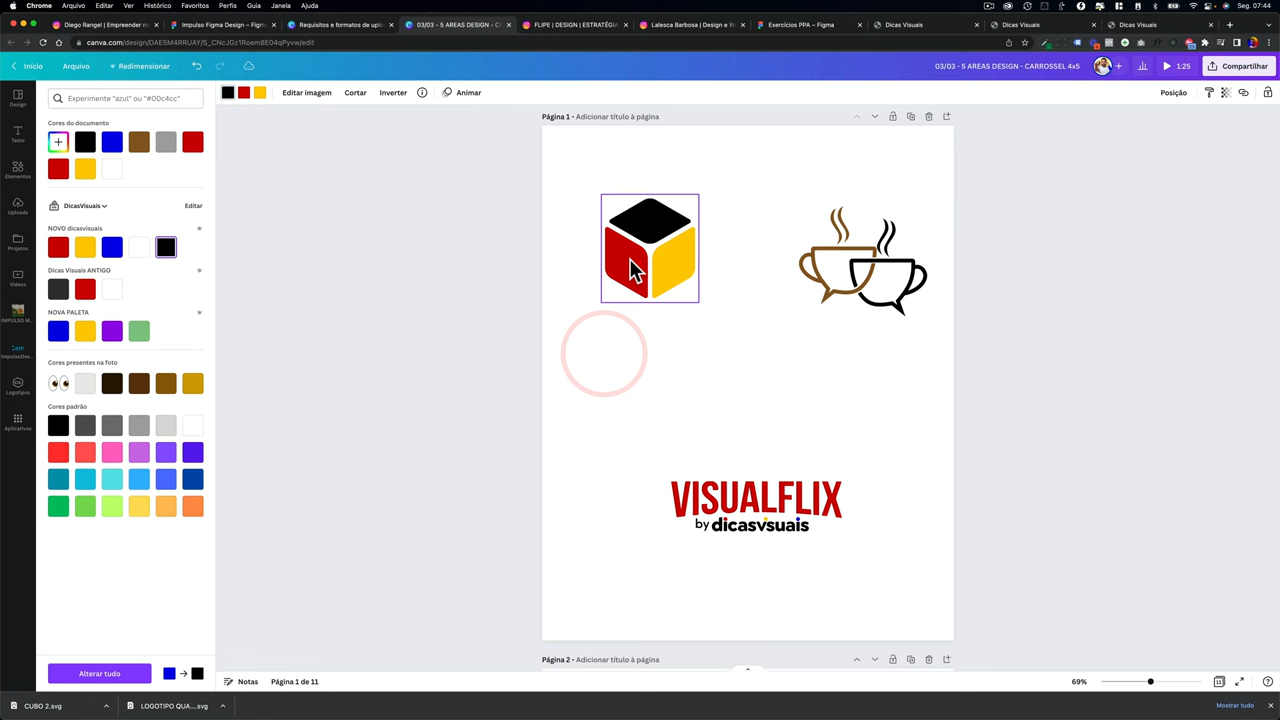 Chrome Arquivo Editar Ver Histórico Favoritos Perfis Guia Janela Ajuda
Seg. 07:44
Diego Rangel | Empreender n
Impulso Figma Design – Figm
Requisitos e formatos de uplo
03/03 - 5 AREAS DESIGN - C
FLIPE | DESIGN | ESTRATÉG
Lalesca Barbosa | Design e W
Exercícios PPA – Figma
Dicas Visuais
Dicas Visuais
Dicas Visuais
canva.com/design/DAE5M4RRUAY/S_CNcJGz1Roem8E04qPyvw/edit
Início Arquivo Redimensionar
03/03 - 5 AREAS DESIGN - CARROSSEL 4x5
1:25
Compartilhar
Design
Texto
Elementos
Uploads
Projetos
Vídeos
IMPULSO M...
ImpulsoDes...
Logotipos
Aplicativos
Experimente "azul" ou "#00c4cc"
Cores do documento
DicasVisuais
Editar
NOVO dicasvisuais
Dicas Visuais ANTIGO
NOVA PALETA
Cores presentes na foto
Cores padrão
Alterar tudo
Editar imagem Cortar Inverter Animar
Posição
Página 1 - Adicionar título à página
VISUALFLIX
by dicasvisuais
Página 2 - Adicionar título à página
Notas
Página 1 de 11
69%
11
CUBO 2.svg
LOGOTIPO QUA....svg
Mostrar tudo